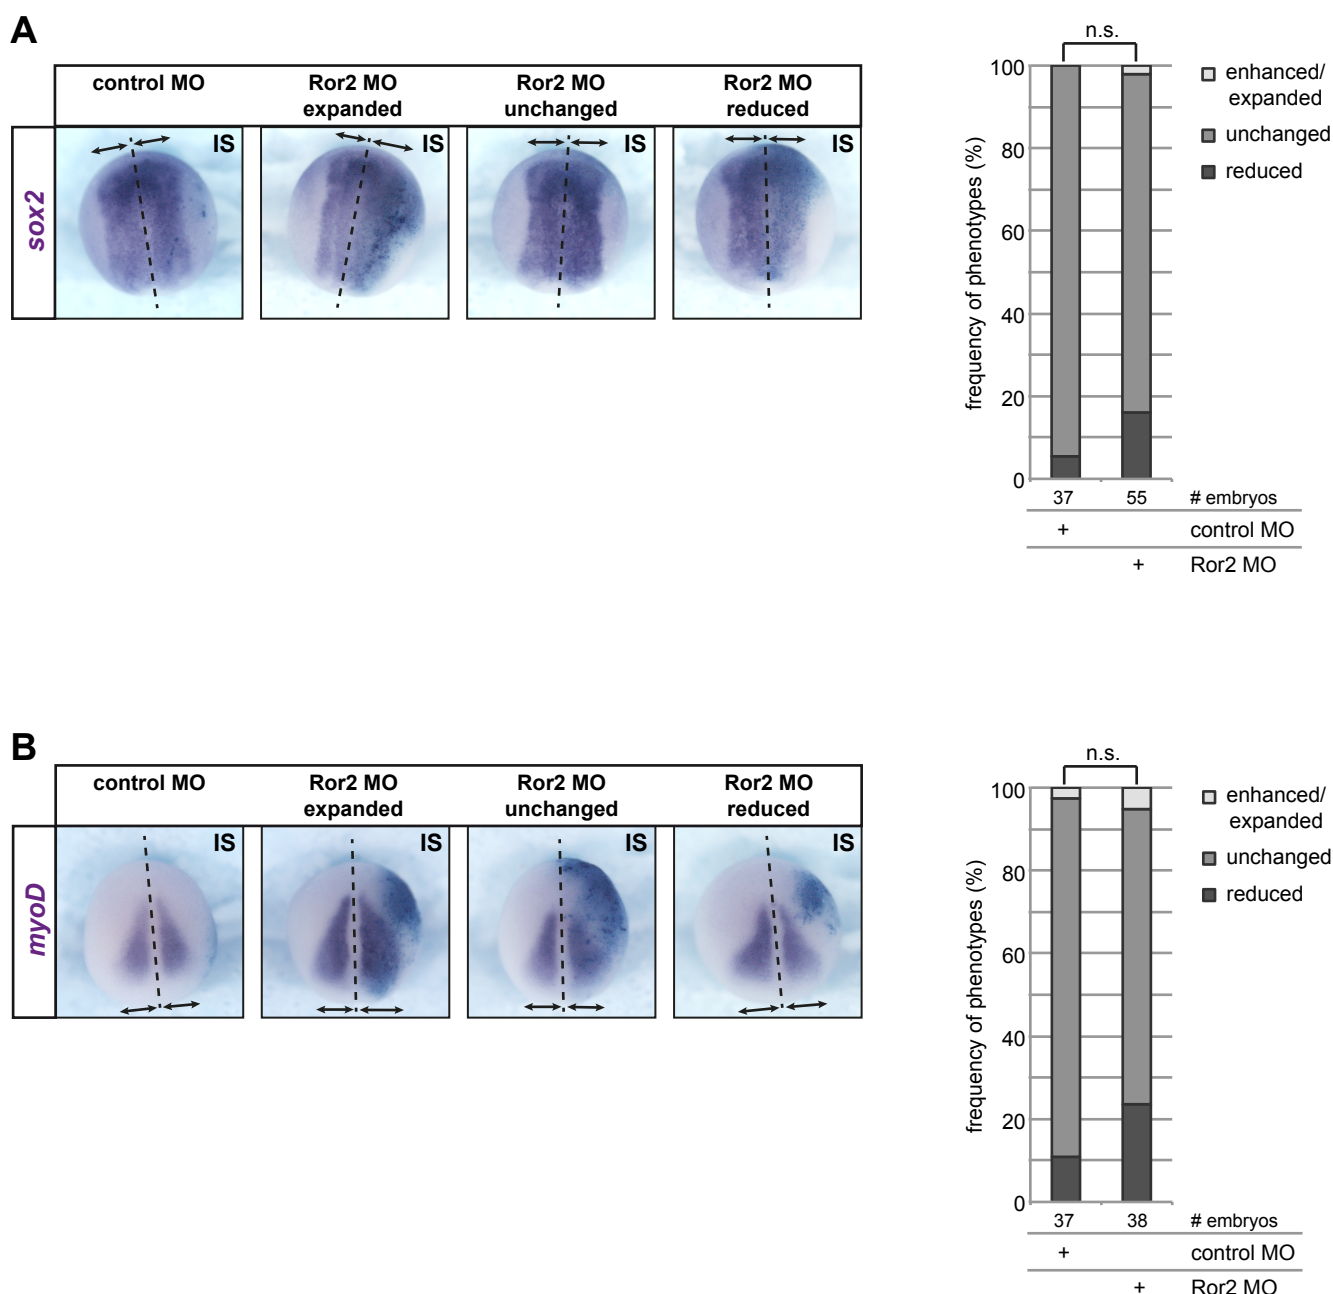 A
control MO
Ror2 MO
expanded
Ror2 MO
unchanged
Ror2 MO
reduced
sox2
IS
IS
IS
IS
n.s.
frequency of phenotypes (%)
100
80
60
40
20
0
enhanced/
expanded
unchanged
reduced
37 55 # embryos
+ control MO
+ Ror2 MO
B
control MO
Ror2 MO
expanded
Ror2 MO
unchanged
Ror2 MO
reduced
myoD
IS
IS
IS
IS
n.s.
frequency of phenotypes (%)
100
80
60
40
20
0
enhanced/
expanded
unchanged
reduced
37 38 # embryos
+ control MO
+ Ror2 MO